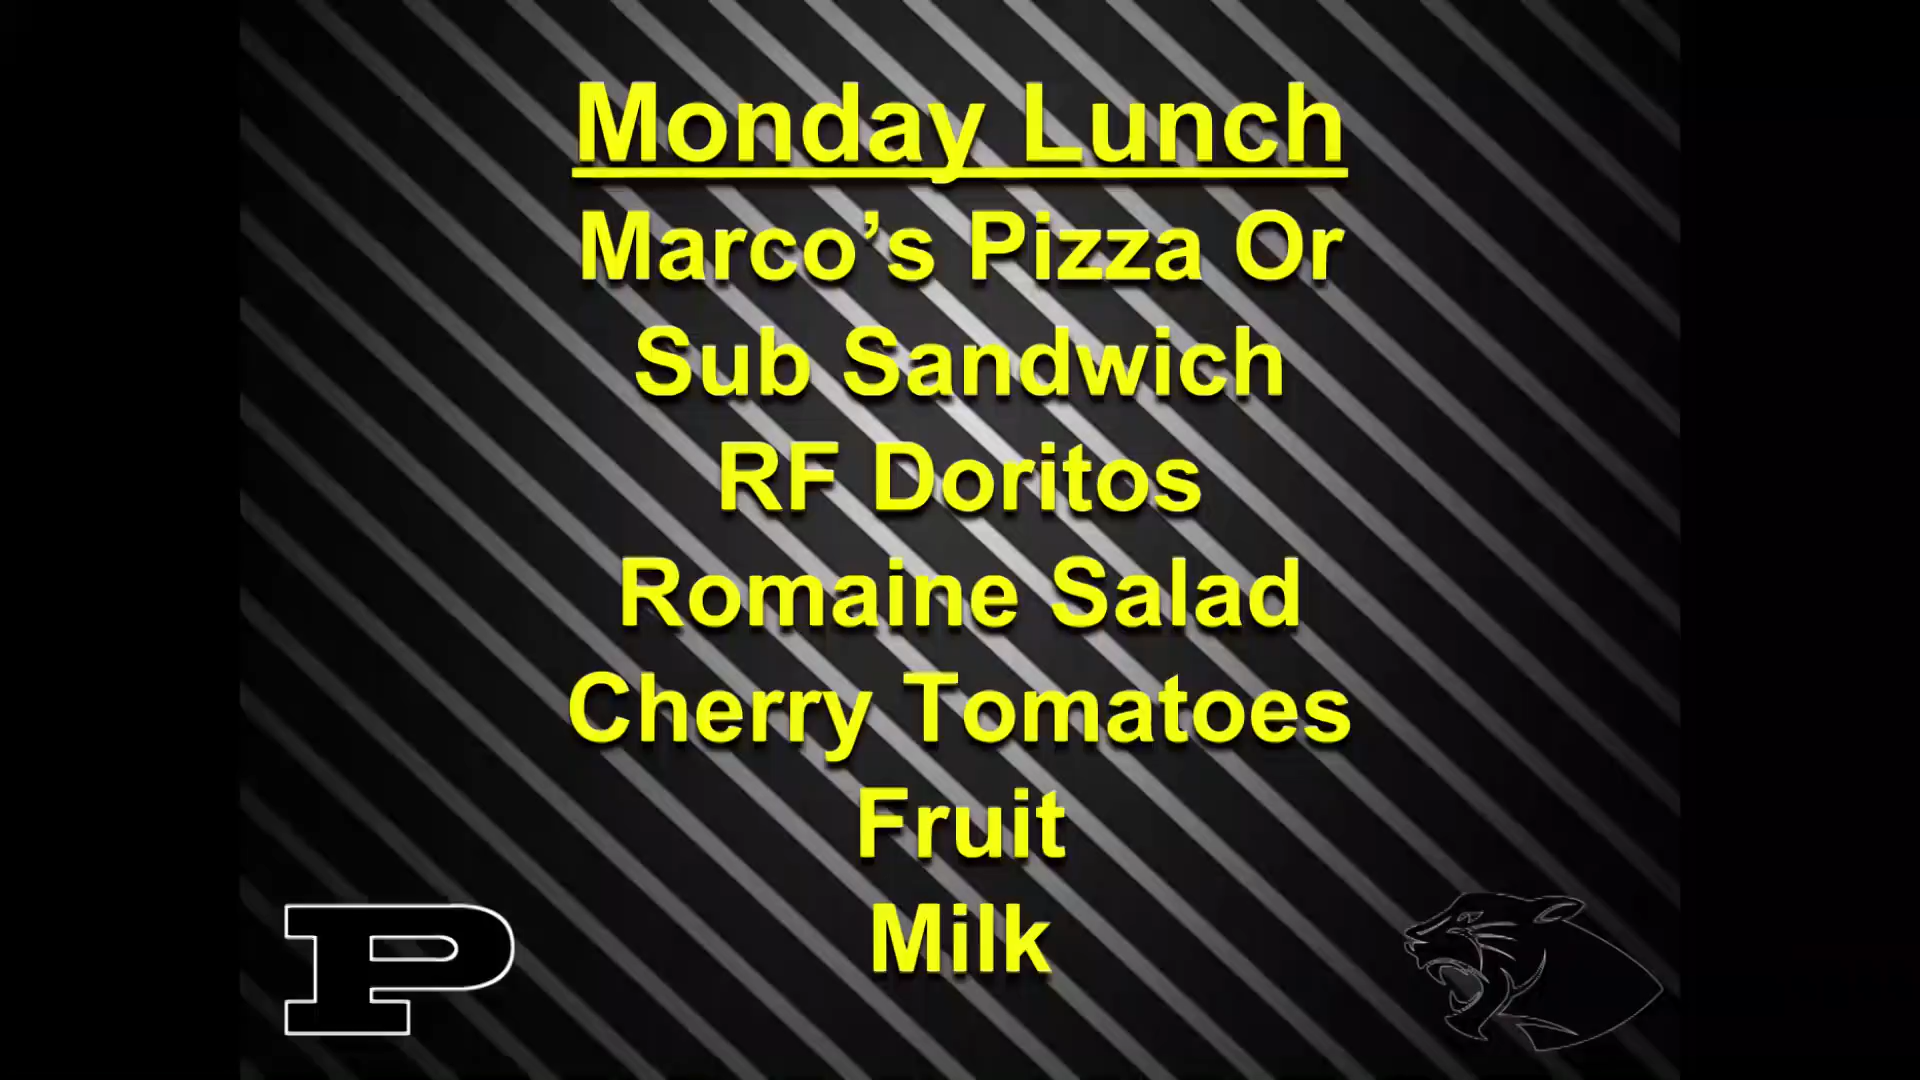 Monday Lunch
Marco’s Pizza Or
Sub Sandwich
RF Doritos
Romaine Salad
Cherry Tomatoes
Fruit
Milk
P